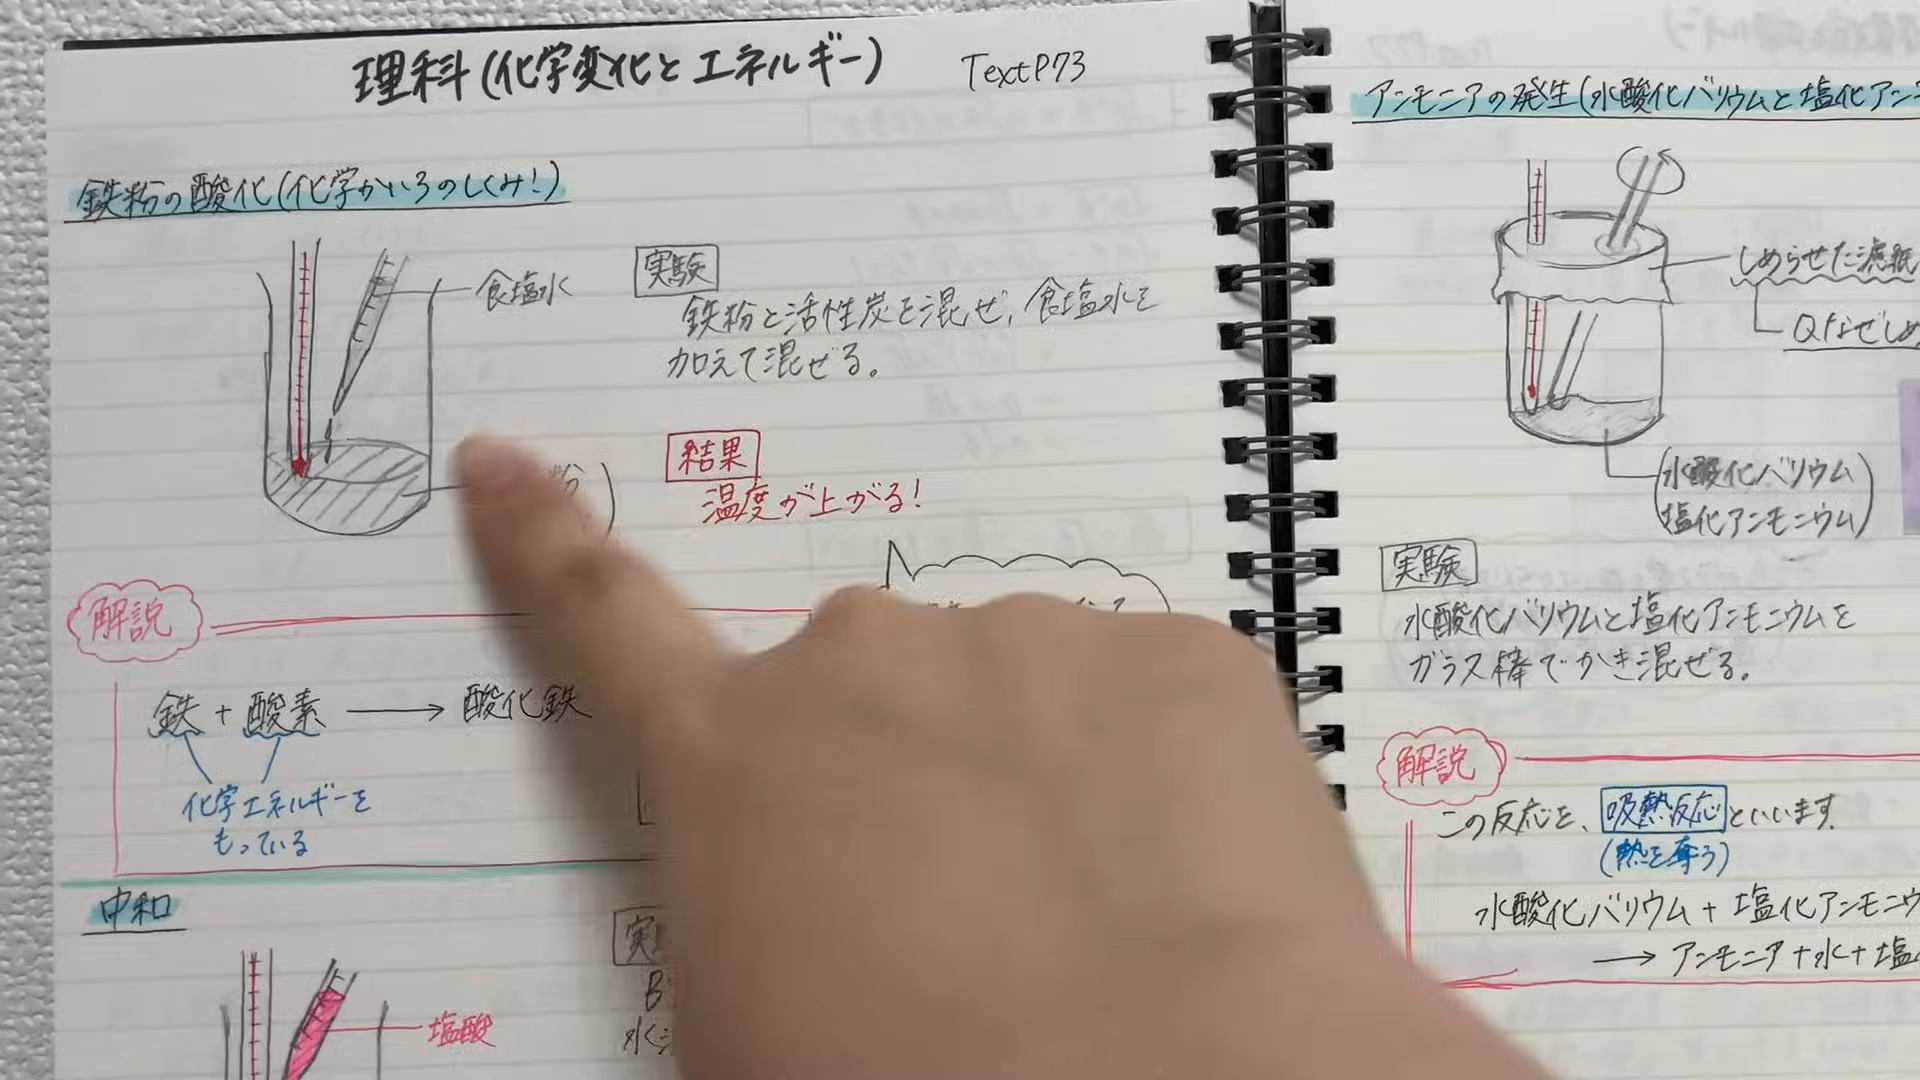 理科(化学変化とエネルギー)
TextP73
鉄粉の酸化(化学かいろのしくみ!)
食塩水
粉
実験
鉄粉と活性炭を混ぜ,食塩水を
加えて混ぜる。
結果
温度が上がる!
解説
鉄+酸素→酸化鉄
化学エネルギーを
もっている
中和
塩酸
実
アンモニアの発生(水酸化バリウムと塩化アン
しめらせた濾紙
Qなぜしめ
(水酸化バリウム
塩化アンモニウム)
実験
水酸化バリウムと塩化アンモニウムを
ガラス棒でかき混ぜる。
解説
この反応を、吸熱反応といいます.
(熱を奪う)
水酸化バリウム+塩化アンモニウ
→アンモニア+水+塩